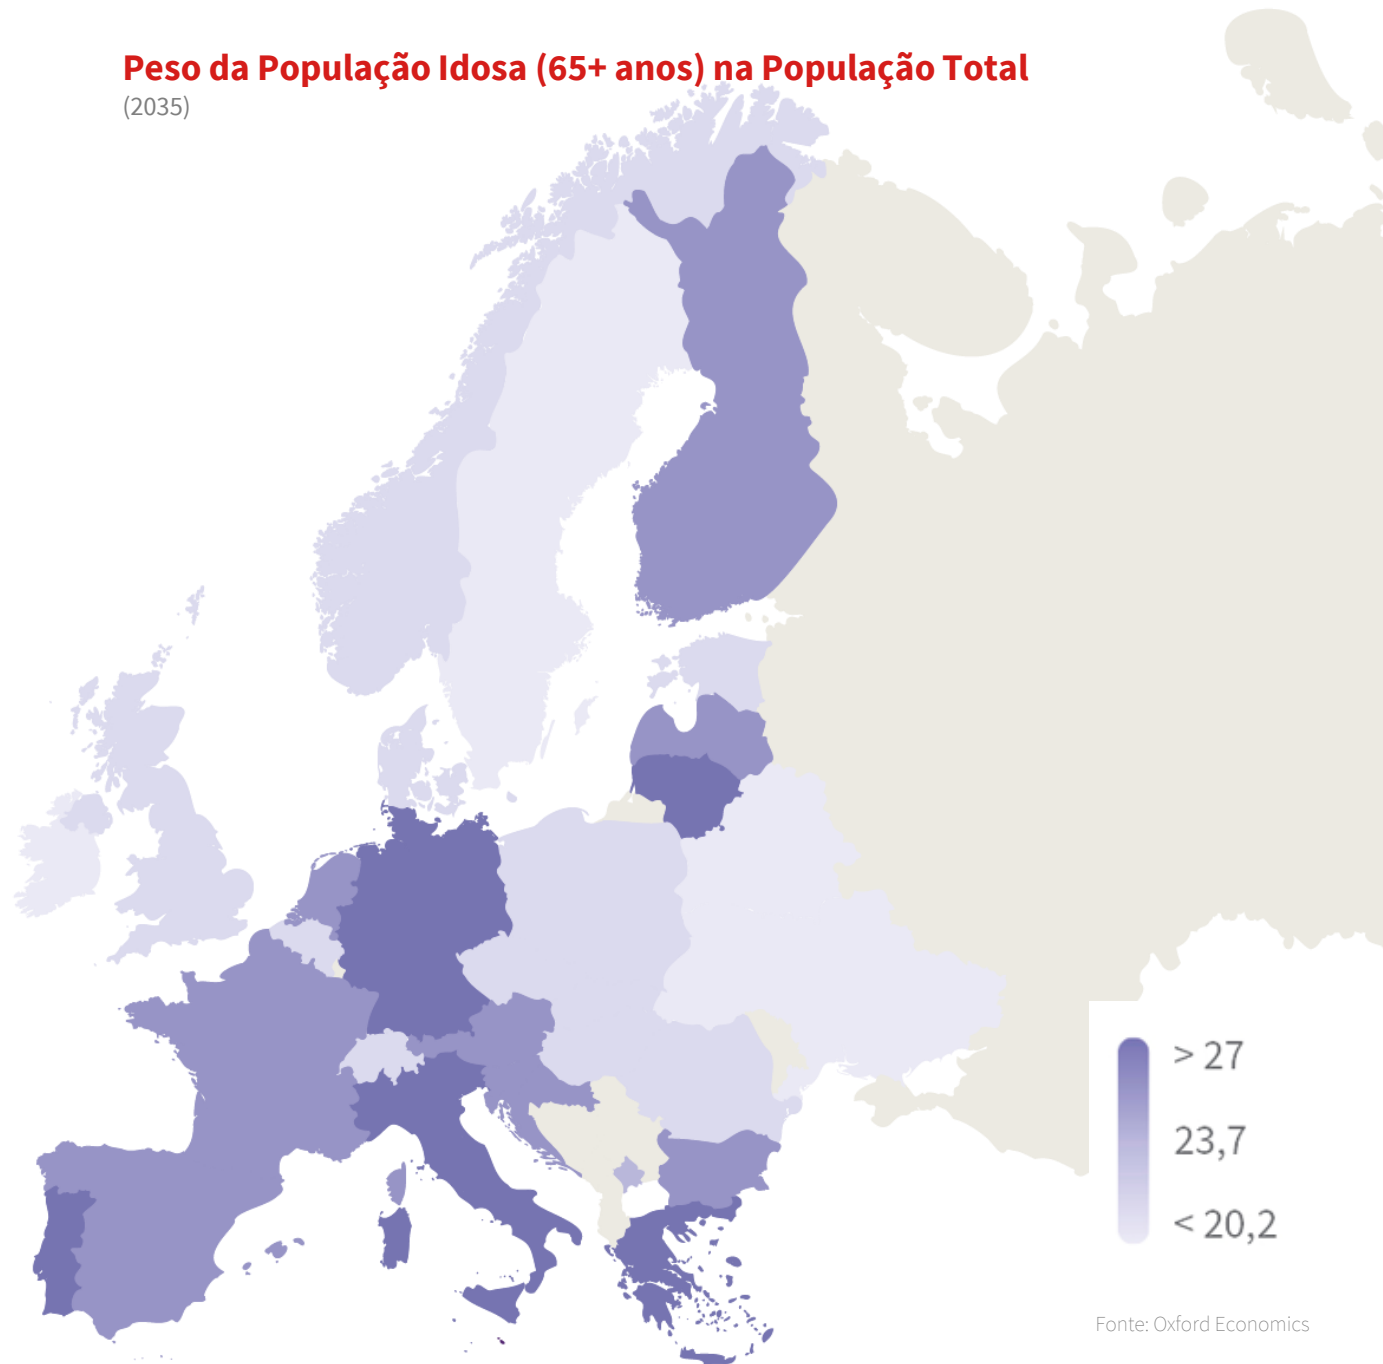 Peso da População Idosa (65+ anos) na População Total
(2035)
> 27
23,7
< 20,2
Fonte: Oxford Economics